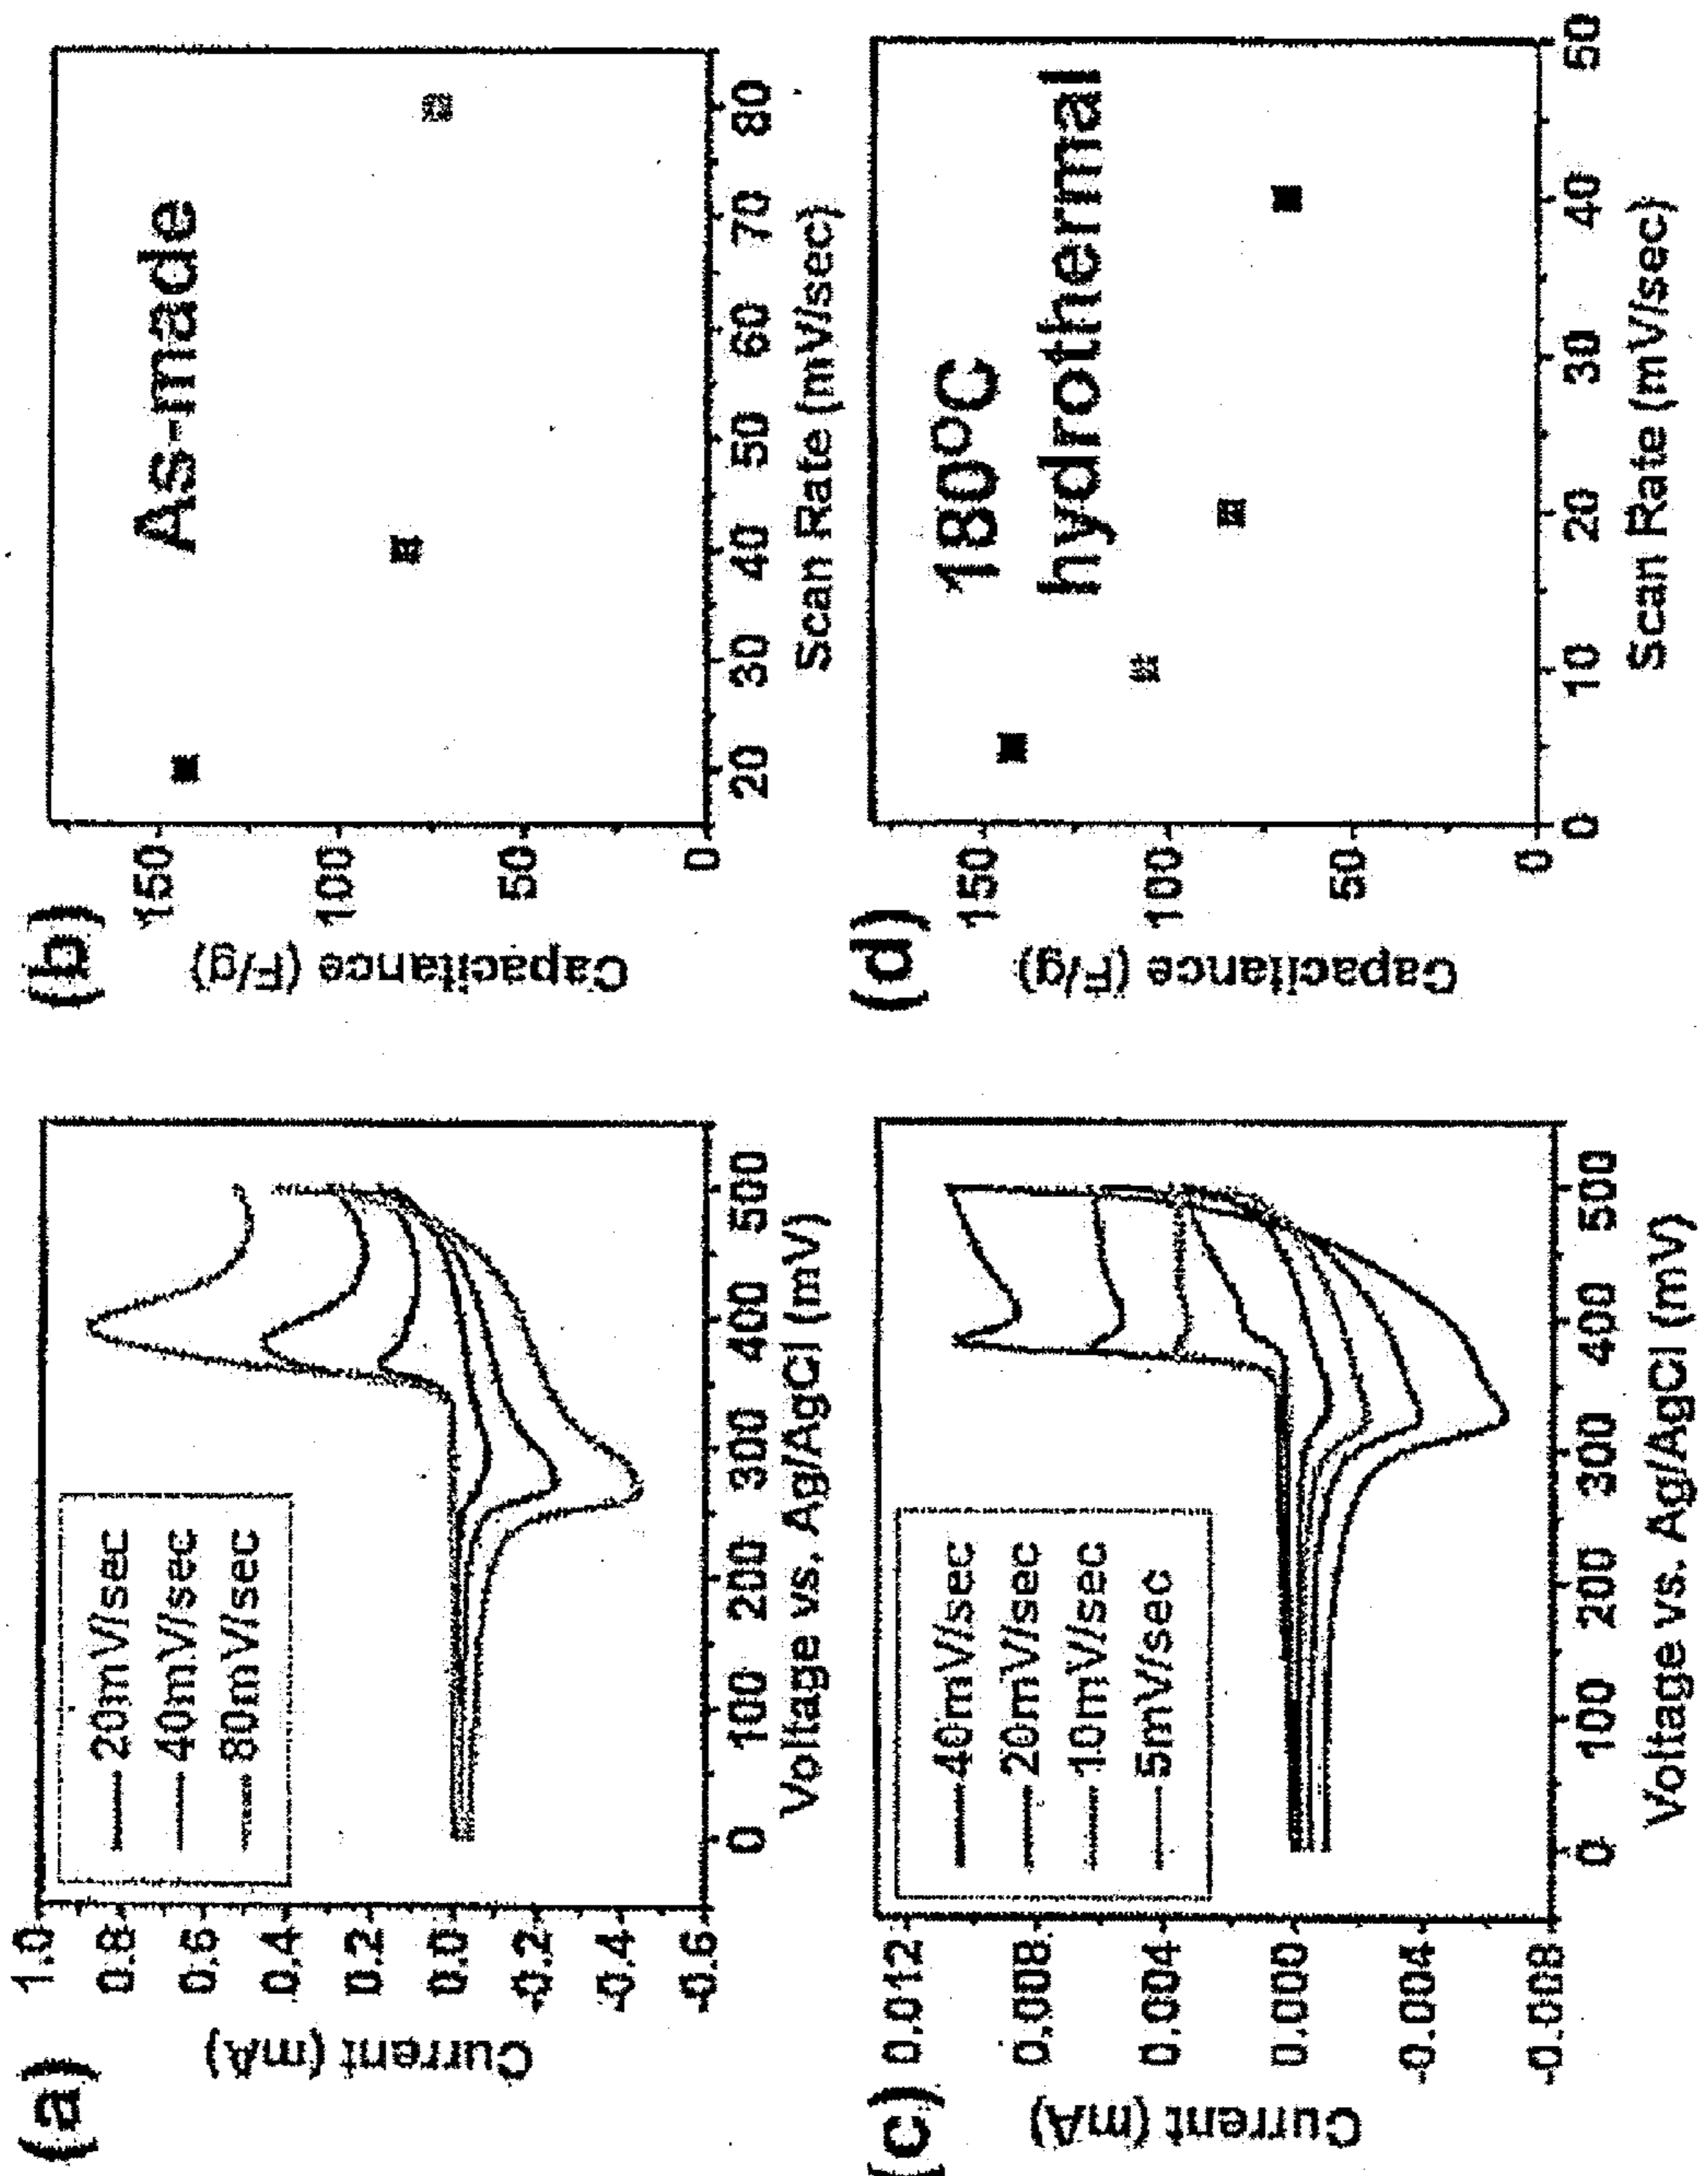 (a)
1.0
0.8
0.6
0.4
0.2
0.0
-0.2
-0.4
-0.6
Current (mA)
20mV/sec
40mV/sec
80mV/sec
0 100 200 300 400 500
Voltage vs. Ag/AgCl (mV)
(b)
150
100
50
0
Capacitance (F/g)
As-made
20 30 40 50 60 70 80
Scan Rate (mV/sec)
(c)
0.012
0.008
0.004
0.000
-0.004
-0.008
Current (mA)
40mV/sec
20mV/sec
10mV/sec
5mV/sec
0 100 200 300 400 500
Voltage vs. Ag/AgCl (mV)
(d)
150
100
50
0
Capacitance (F/g)
180°C
hydrothermal
0 10 20 30 40 50
Scan Rate (mV/sec)